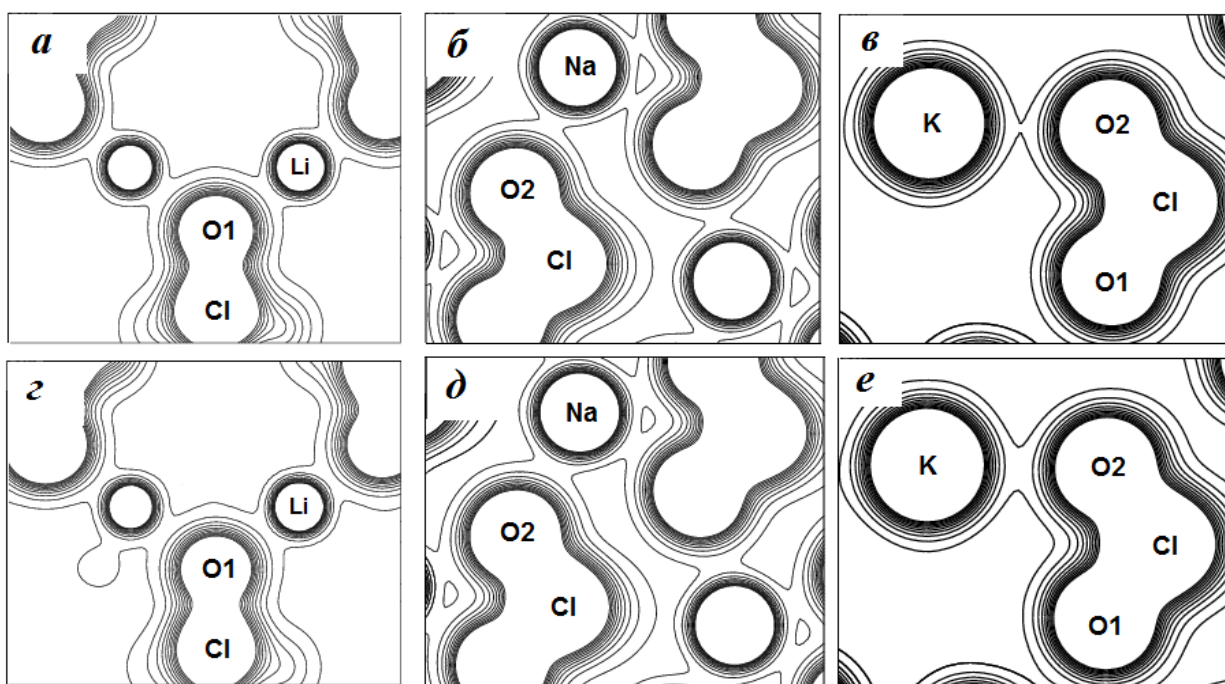 а б в
Na
K O2
Li
O2
O1 Cl
Cl
Cl O1
г д е
Na
K O2
Li
O2
O1 Cl
Cl
Cl O1